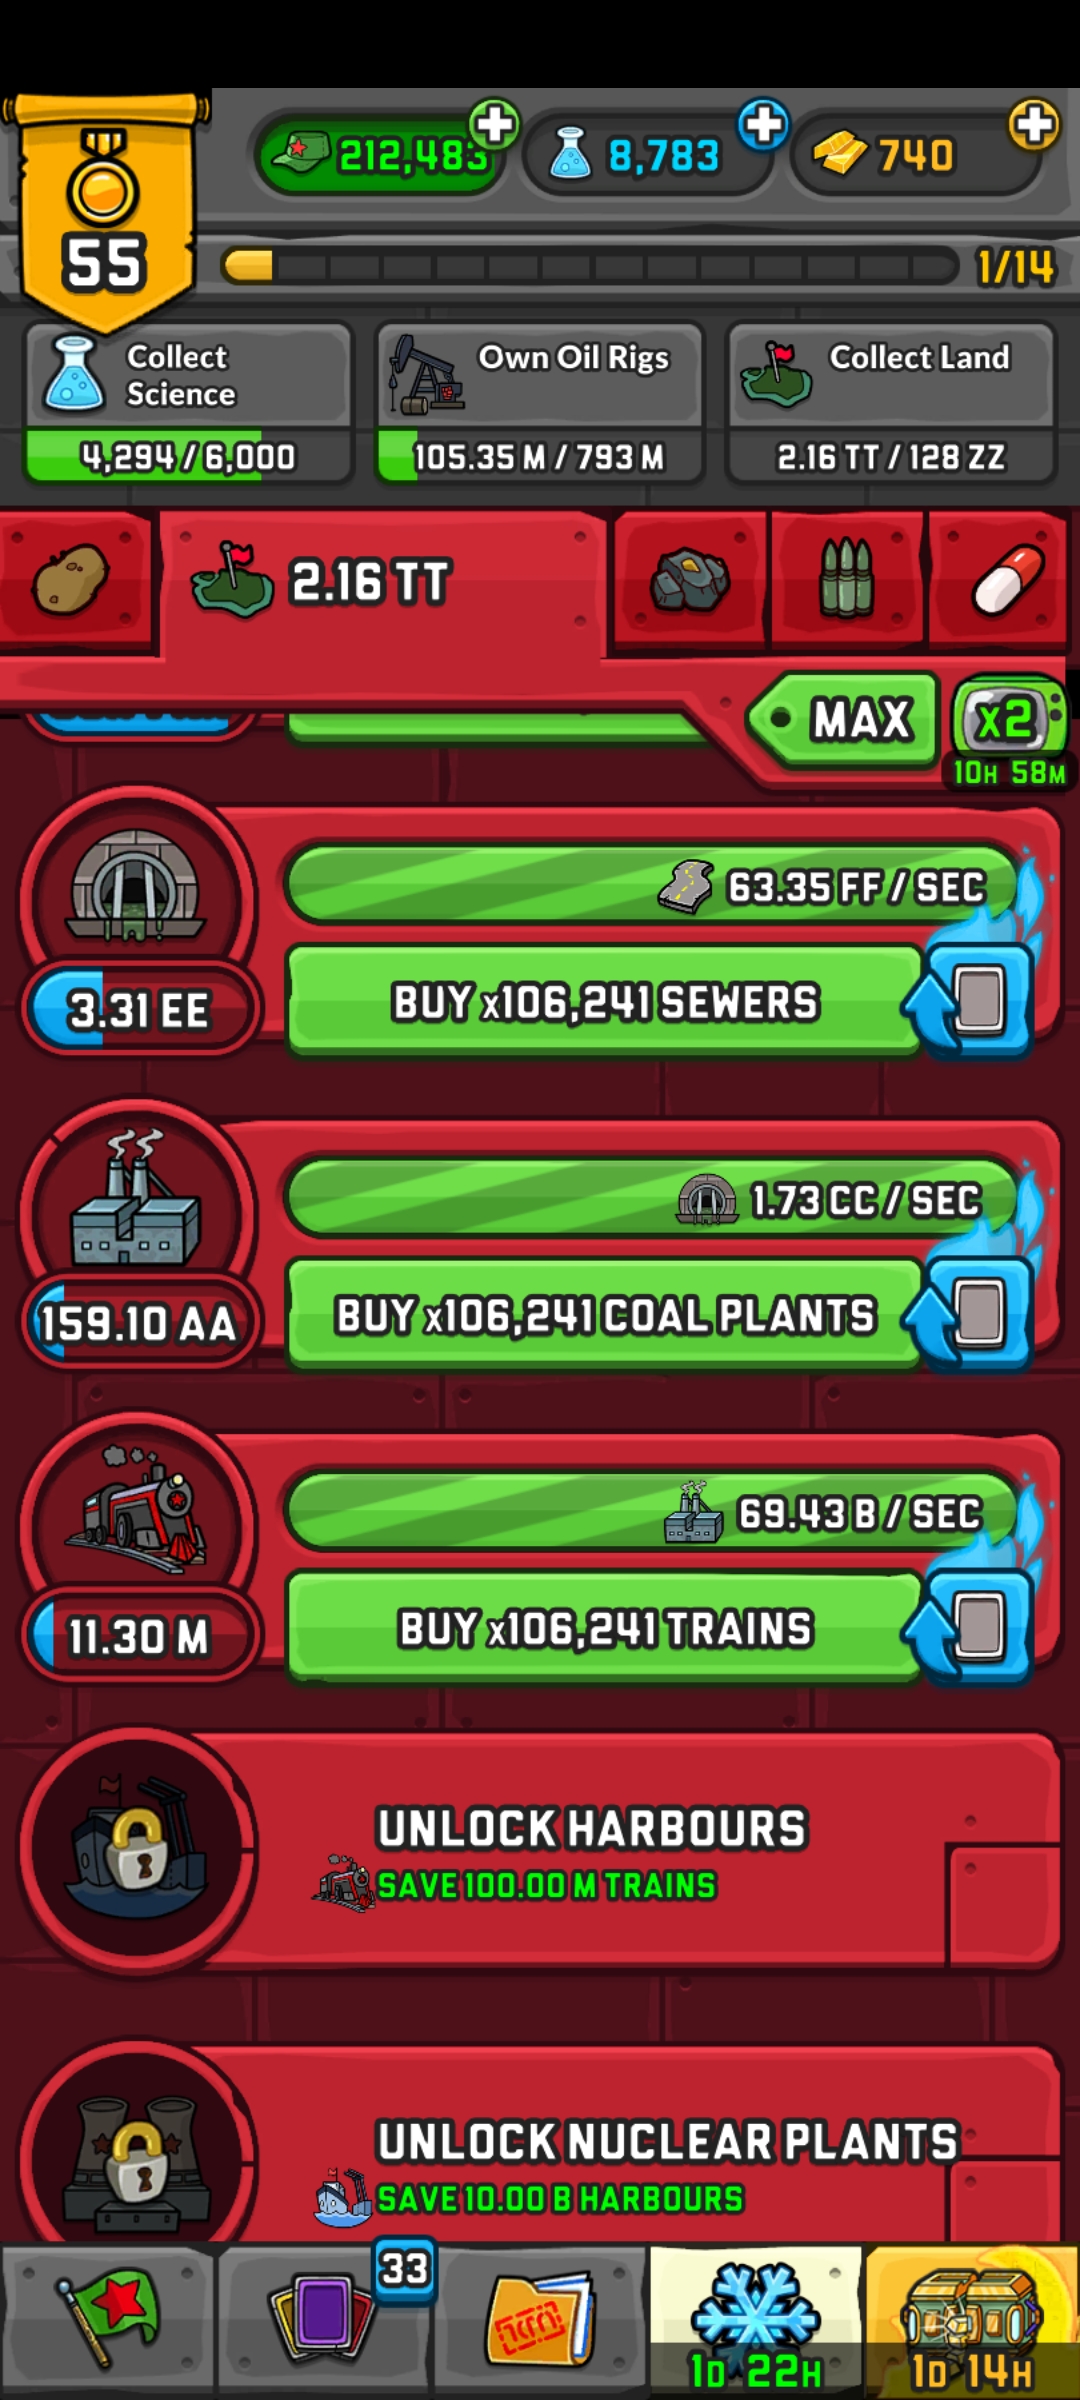 55
212,483
8,783
740
1/14
Collect
Science
4,294 / 6,000
Own Oil Rigs
105.35 M / 793 M
Collect Land
2.16 TT / 128 ZZ
2.16 TT
MAX
x2
10H 58M
63.35 FF / SEC
3.31 EE
BUY x106,241 SEWERS
1.73 CC / SEC
159.10 AA
BUY x106,241 COAL PLANTS
69.43 B / SEC
11.30 M
BUY x106,241 TRAINS
UNLOCK HARBOURS
SAVE 100.00 M TRAINS
UNLOCK NUCLEAR PLANTS
SAVE 10.00 B HARBOURS
33
1D 22H
1D 14H